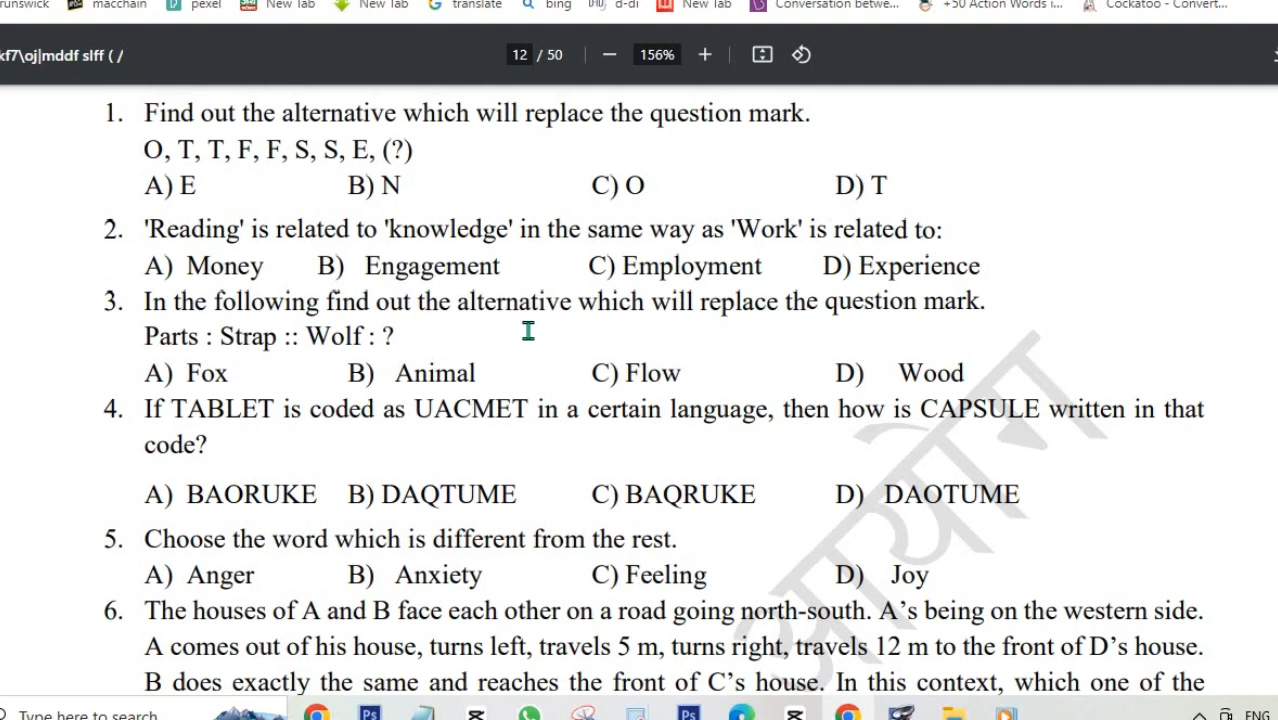 runswick macchain pexel New Tab New Tab translate bing d-di New Tab Conversation betwe... +50 Action Words i... Cockatoo - Convert...
kf7\oj|mddf slff ( / 12 / 50 156%
1. Find out the alternative which will replace the question mark.
O, T, T, F, F, S, S, E, (?)
A) E B) N C) O D) T
2. 'Reading' is related to 'knowledge' in the same way as 'Work' is related to:
A) Money B) Engagement C) Employment D) Experience
3. In the following find out the alternative which will replace the question mark.
Parts : Strap :: Wolf : ?
A) Fox B) Animal C) Flow D) Wood
4. If TABLET is coded as UACMET in a certain language, then how is CAPSULE written in that
code?
A) BAORUKE B) DAQTUME C) BAQRUKE D) DAOTUME
5. Choose the word which is different from the rest.
A) Anger B) Anxiety C) Feeling D) Joy
6. The houses of A and B face each other on a road going north-south. A’s being on the western side.
A comes out of his house, turns left, travels 5 m, turns right, travels 12 m to the front of D’s house.
B does exactly the same and reaches the front of C’s house. In this context, which one of the
आयोग
Type here to search ENG